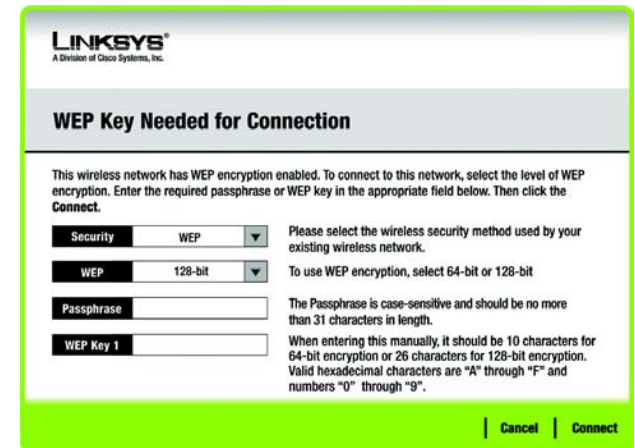 LINKSYS®
A Division of Cisco Systems, Inc.
WEP Key Needed for Connection
This wireless network has WEP encryption enabled. To connect to this network, select the level of WEP
encryption. Enter the required passphrase or WEP key in the appropriate field below. Then click the
Connect.
Security WEP
Please select the wireless security method used by your
existing wireless network.
WEP 128-bit
To use WEP encryption, select 64-bit or 128-bit
Passphrase
The Passphrase is case-sensitive and should be no more
than 31 characters in length.
WEP Key 1
When entering this manually, it should be 10 characters for
64-bit encryption or 26 characters for 128-bit encryption.
Valid hexadecimal characters are “A” through “F” and
numbers “0” through “9”.
Cancel Connect